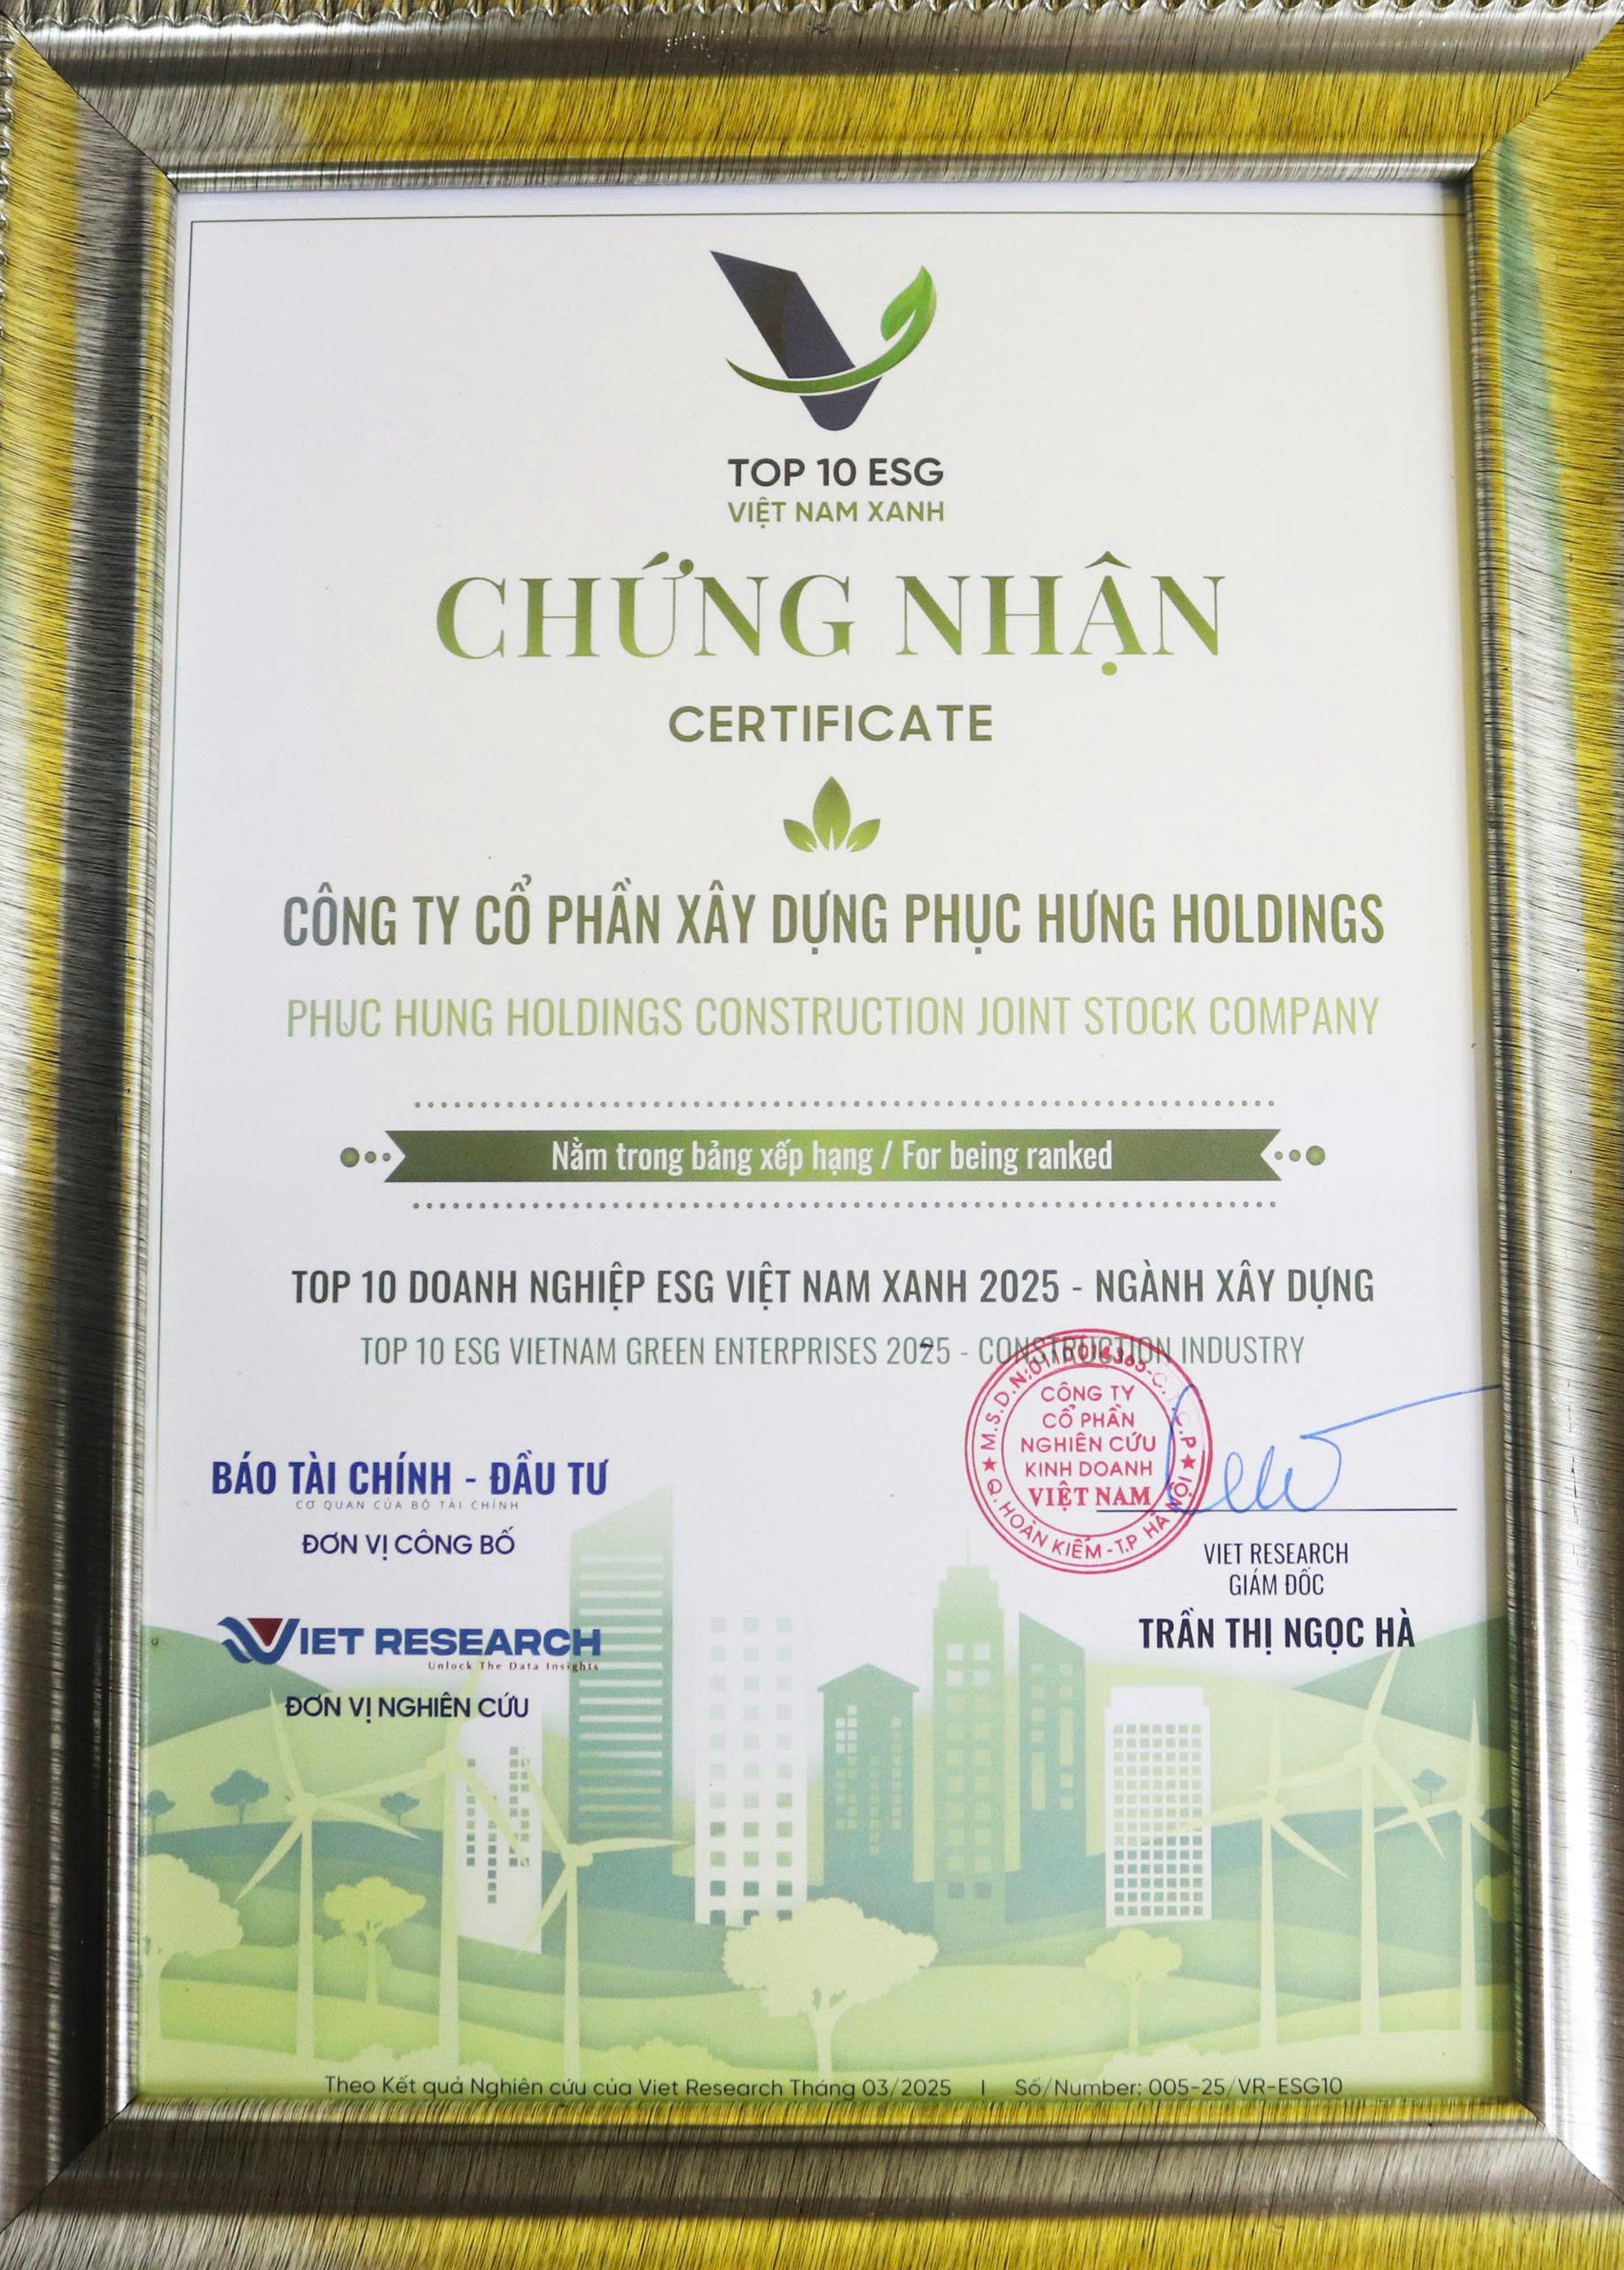 TOP 10 ESG
VIỆT NAM XANH
CHỨNG NHẬN
CERTIFICATE
CÔNG TY CỔ PHẦN XÂY DỰNG PHỤC HƯNG HOLDINGS
PHUC HUNG HOLDINGS CONSTRUCTION JOINT STOCK COMPANY
Nằm trong bảng xếp hạng / For being ranked
TOP 10 DOANH NGHIỆP ESG VIỆT NAM XANH 2025 - NGÀNH XÂY DỰNG
TOP 10 ESG VIETNAM GREEN ENTERPRISES 2025 - CONSTRUCTION INDUSTRY
BÁO TÀI CHÍNH - ĐẦU TƯ
CƠ QUAN CỦA BỘ TÀI CHÍNH
ĐƠN VỊ CÔNG BỐ
VIET RESEARCH
Unlock The Data Insights
ĐƠN VỊ NGHIÊN CỨU
M.S.D.N:
CÔNG TY
CỔ PHẦN
NGHIÊN CỨU
KINH DOANH
VIỆT NAM
Q. HOÀN KIẾM - T.P HÀ NỘI
VIET RESEARCH
GIÁM ĐỐC
TRẦN THỊ NGỌC HÀ
Theo Kết quả Nghiên cứu của Viet Research Tháng 03/2025 | Số/Number: 005-25/VR-ESG10